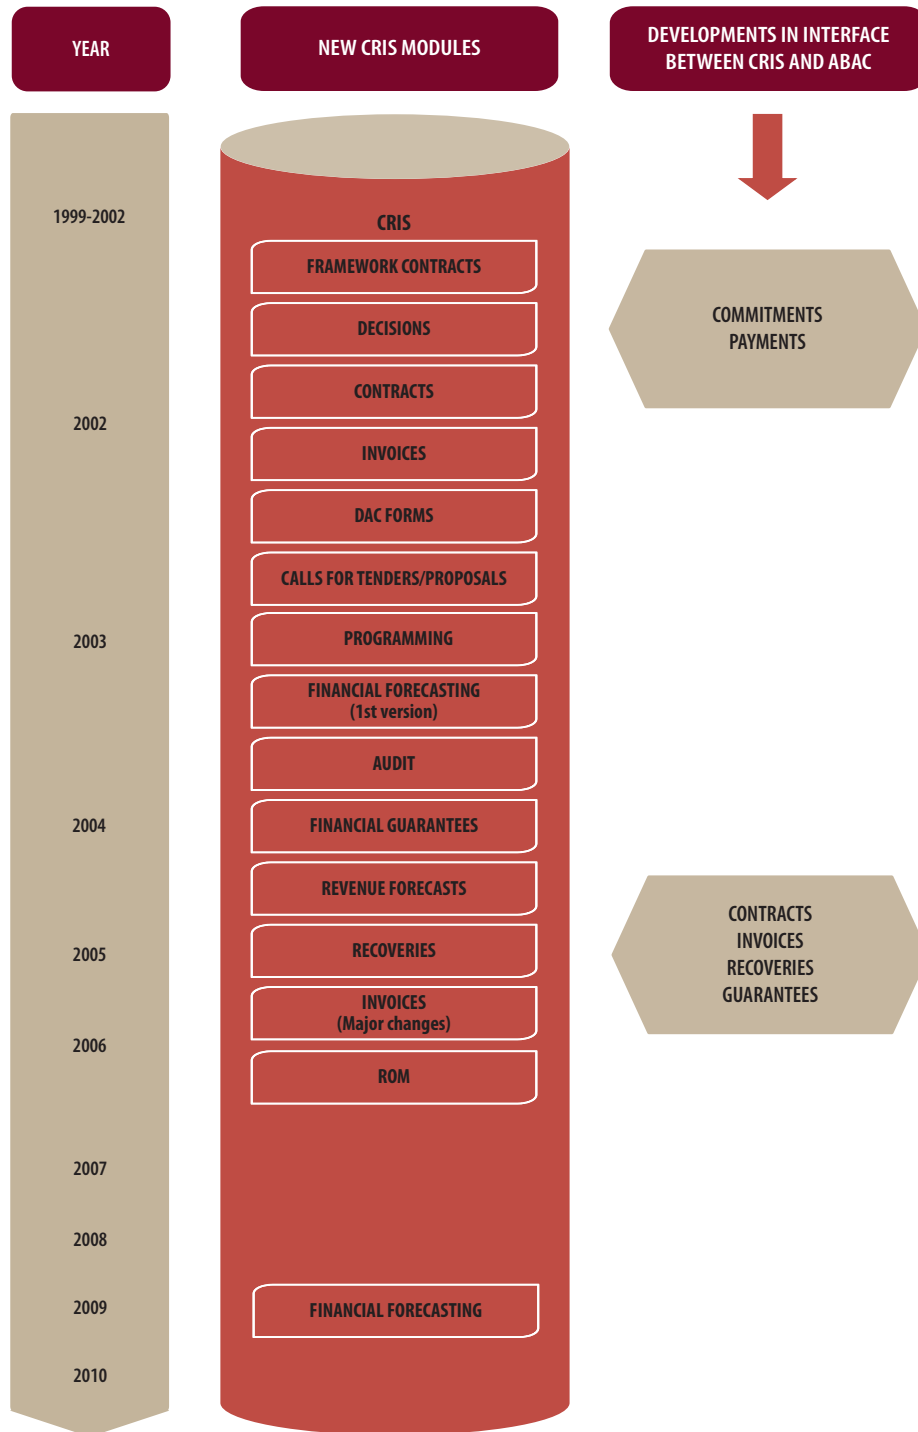 YEAR
NEW CRIS MODULES
DEVELOPMENTS IN INTERFACE
BETWEEN CRIS AND ABAC
1999-2002
CRIS
FRAMEWORK CONTRACTS
DECISIONS
COMMITMENTS
PAYMENTS
CONTRACTS
2002
INVOICES
DAC FORMS
CALLS FOR TENDERS/PROPOSALS
2003
PROGRAMMING
FINANCIAL FORECASTING
(1st version)
AUDIT
2004
FINANCIAL GUARANTEES
REVENUE FORECASTS
2005
RECOVERIES
CONTRACTS
INVOICES
RECOVERIES
GUARANTEES
INVOICES
(Major changes)
2006
ROM
2007
2008
2009
FINANCIAL FORECASTING
2010